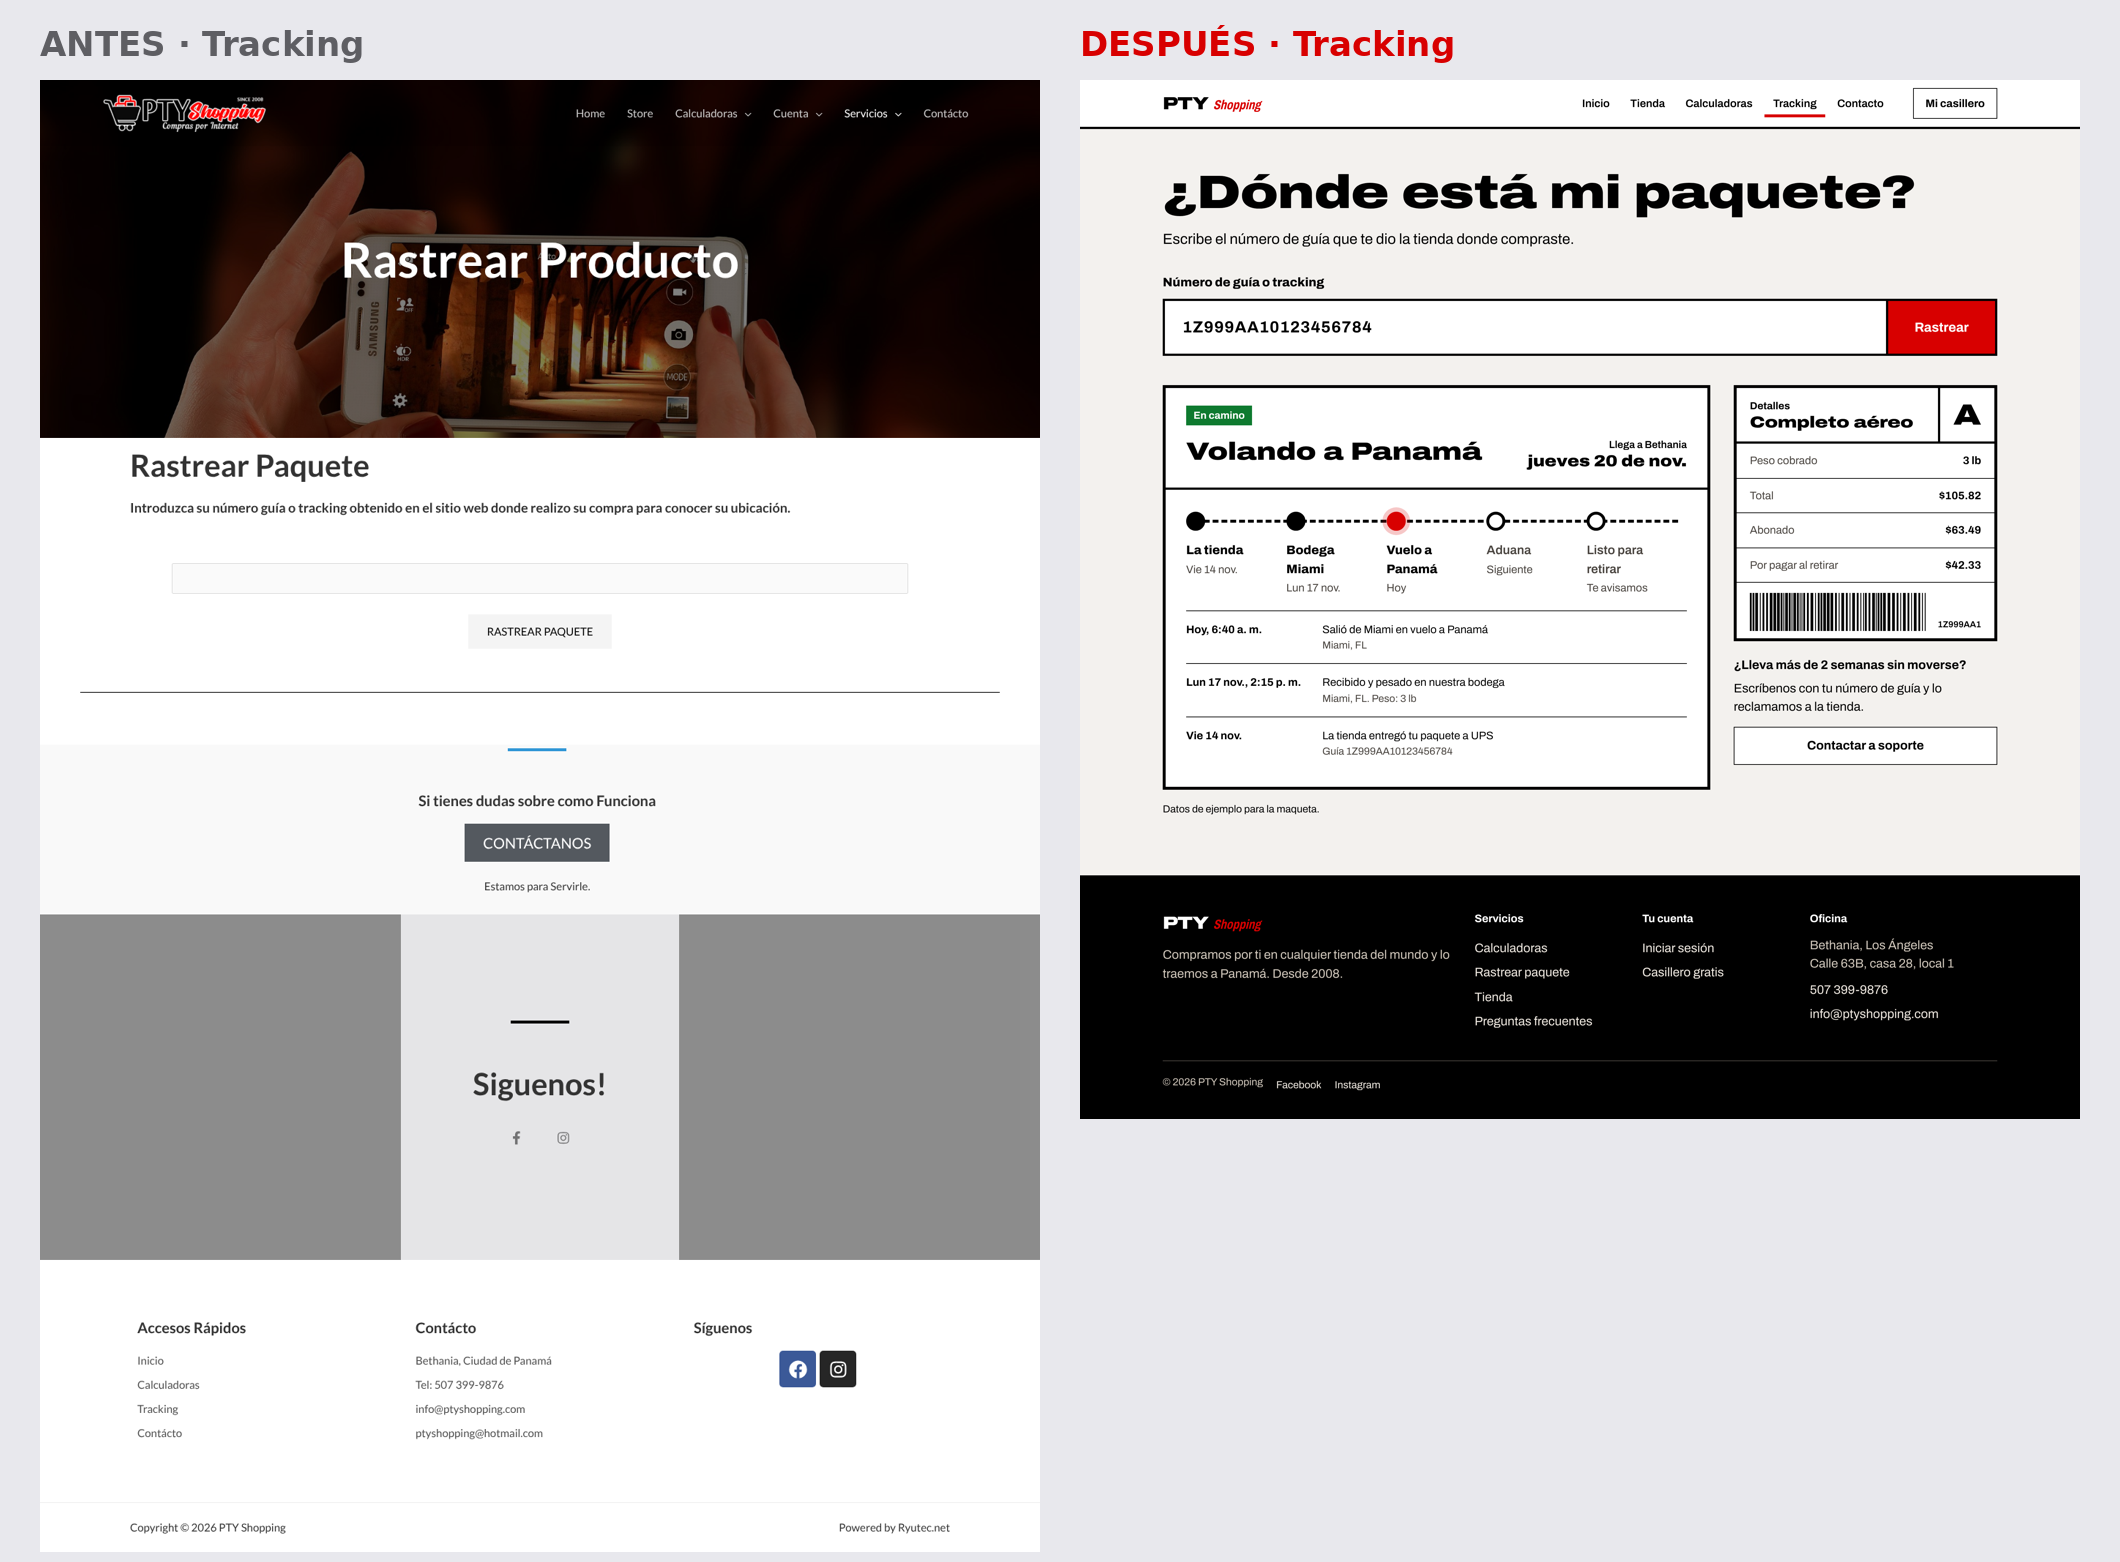 ANTES · Tracking
SINCE 2008
PTY Shopping
Compras por Internet
Home Store Calculadoras Cuenta Servicios Contácto
Rastrear Producto
SAMSUNG
Auto
OFF
HDR
MODE
Rastrear Paquete
Introduzca su número guía o tracking obtenido en el sitio web donde realizo su compra para conocer su ubicación.
RASTREAR PAQUETE
Si tienes dudas sobre como Funciona
CONTÁCTANOS
Estamos para Servirle.
Siguenos!
Accesos Rápidos
Inicio
Calculadoras
Tracking
Contácto
Contácto
Bethania, Ciudad de Panamá
Tel: 507 399-9876
info@ptyshopping.com
ptyshopping@hotmail.com
Síguenos
Copyright © 2026 PTY Shopping
Powered by Ryutec.net
DESPUÉS · Tracking
PTY Shopping
Inicio Tienda Calculadoras Tracking Contacto Mi casillero
¿Dónde está mi paquete?
Escribe el número de guía que te dio la tienda donde compraste.
Número de guía o tracking
1Z999AA10123456784
Rastrear
En camino
Volando a Panamá
Llega a Bethania
jueves 20 de nov.
La tienda
Vie 14 nov.
Bodega
Miami
Lun 17 nov.
Vuelo a
Panamá
Hoy
Aduana
Siguiente
Listo para
retirar
Te avisamos
Hoy, 6:40 a. m.
Salió de Miami en vuelo a Panamá
Miami, FL
Lun 17 nov., 2:15 p. m.
Recibido y pesado en nuestra bodega
Miami, FL. Peso: 3 lb
Vie 14 nov.
La tienda entregó tu paquete a UPS
Guía 1Z999AA10123456784
Datos de ejemplo para la maqueta.
Detalles
Completo aéreo
A
Peso cobrado 3 lb
Total $105.82
Abonado $63.49
Por pagar al retirar $42.33
1Z999AA1
¿Lleva más de 2 semanas sin moverse?
Escríbenos con tu número de guía y lo
reclamamos a la tienda.
Contactar a soporte
PTY Shopping
Compramos por ti en cualquier tienda del mundo y lo
traemos a Panamá. Desde 2008.
Servicios
Calculadoras
Rastrear paquete
Tienda
Preguntas frecuentes
Tu cuenta
Iniciar sesión
Casillero gratis
Oficina
Bethania, Los Ángeles
Calle 63B, casa 28, local 1
507 399-9876
info@ptyshopping.com
© 2026 PTY Shopping Facebook Instagram